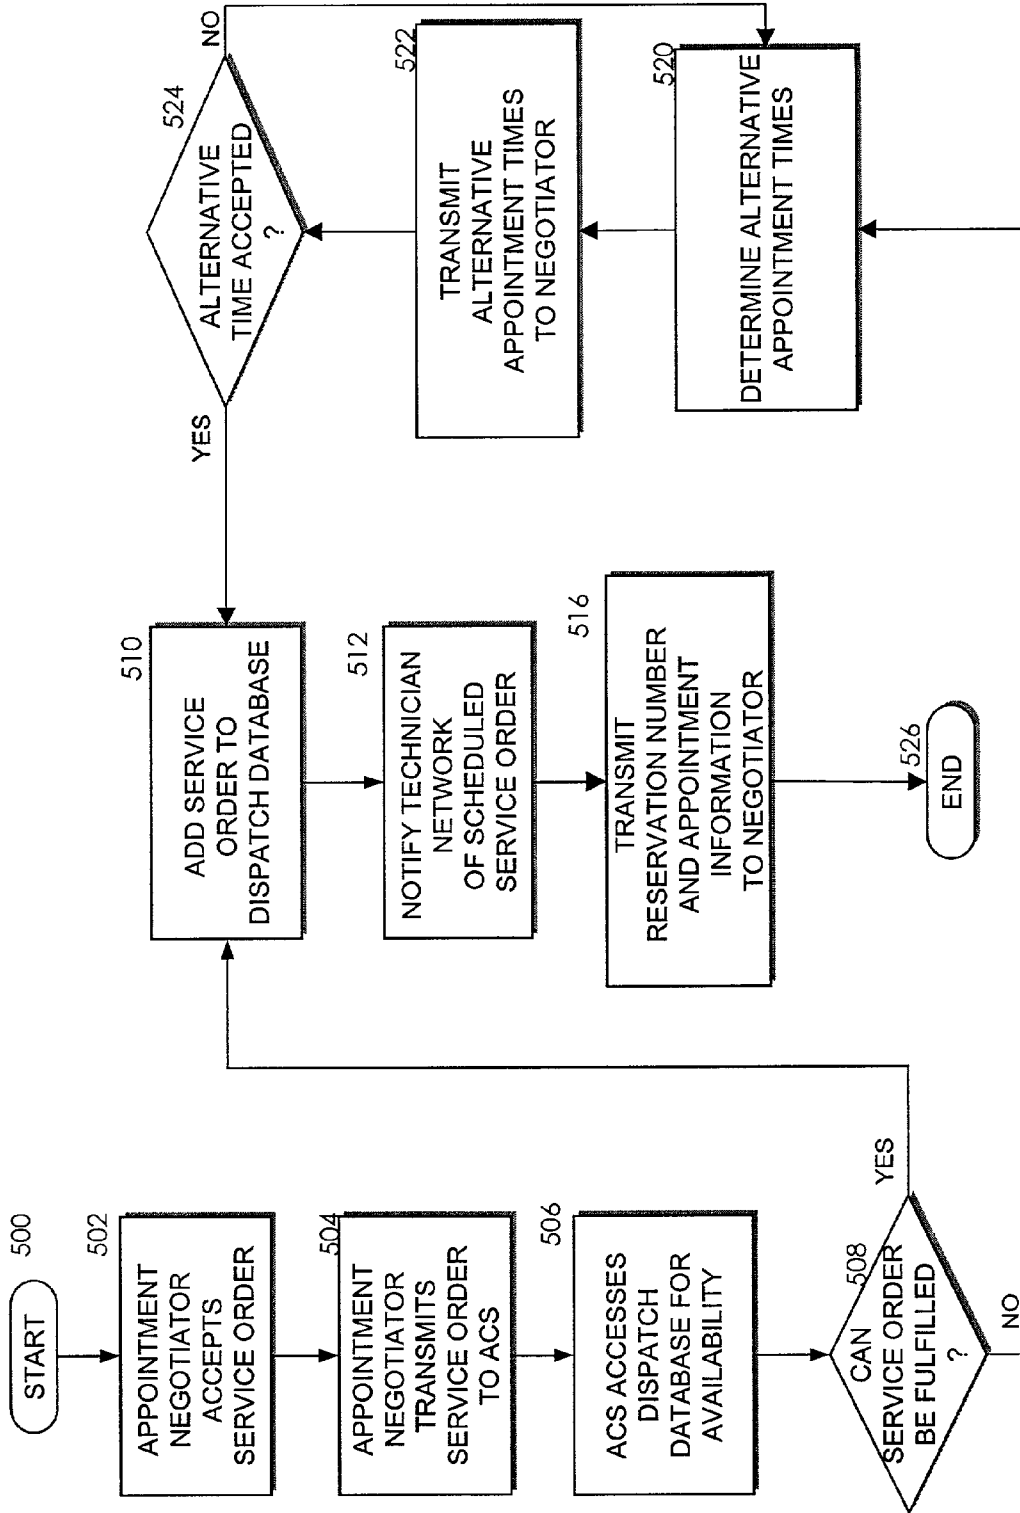 START
500
502
APPOINTMENT
NEGOTIATOR
ACCEPTS
SERVICE ORDER
504
APPOINTMENT
NEGOTIATOR
TRANSMITS
SERVICE ORDER
TO ACS
506
ACS ACCESSES
DISPATCH
DATABASE FOR
AVAILABILITY
508
CAN
SERVICE ORDER
BE FULFILLED
?
YES
NO
510
ADD SERVICE
ORDER TO
DISPATCH DATABASE
512
NOTIFY TECHNICIAN
NETWORK
OF SCHEDULED
SERVICE ORDER
516
TRANSMIT
RESERVATION NUMBER
AND APPOINTMENT
INFORMATION
TO NEGOTIATOR
526
END
524
ALTERNATIVE
TIME ACCEPTED
?
YES
NO
522
TRANSMIT
ALTERNATIVE
APPOINTMENT TIMES
TO NEGOTIATOR
520
DETERMINE ALTERNATIVE
APPOINTMENT TIMES